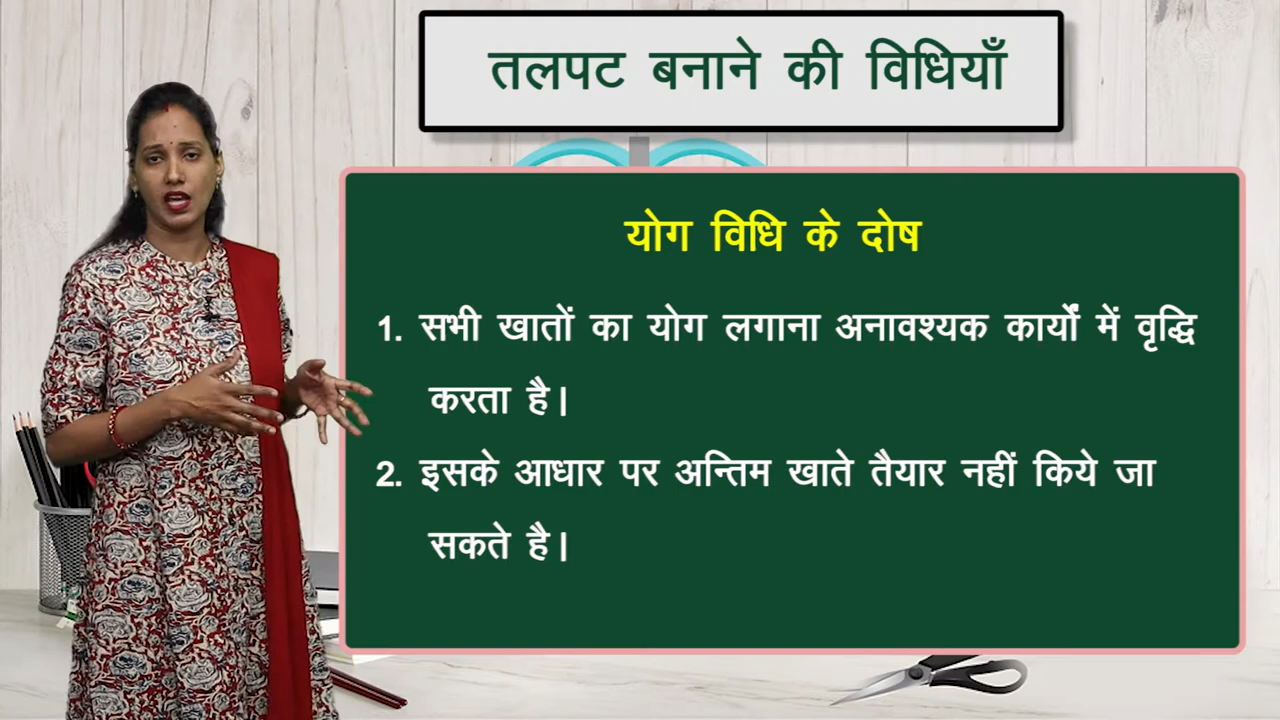 तलपट बनाने की विधियाँ
योग विधि के दोष
1. सभी खातों का योग लगाना अनावश्यक कार्यों में वृद्धि
करता है।
2. इसके आधार पर अन्तिम खाते तैयार नहीं किये जा
सकते है।